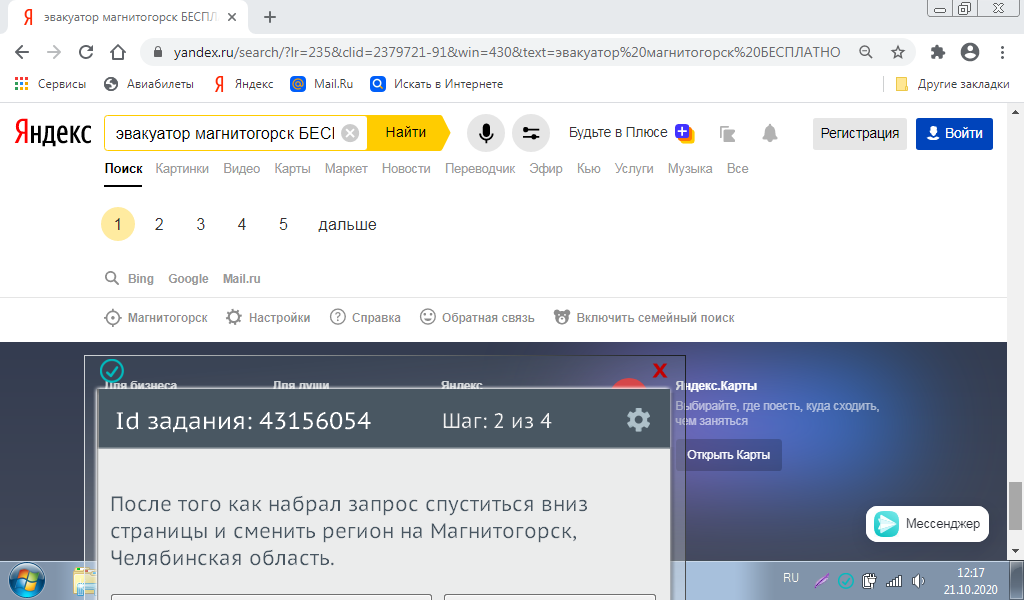 эвакуатор магнитогорск БЕСПЛ
yandex.ru/search/?lr=235&clid=2379721-91&win=430&text=эвакуатор%20магнитогорск%20БЕСПЛАТНО
Сервисы Авиабилеты Яндекс Mail.Ru Искать в Интернете Другие закладки
Яндекс эвакуатор магнитогорск БЕСП Найти Будьте в Плюсе Регистрация Войти
Поиск Картинки Видео Карты Маркет Новости Переводчик Эфир Кью Услуги Музыка Все
1 2 3 4 5 дальше
Bing Google Mail.ru
Магнитогорск Настройки Справка Обратная связь Включить семейный поиск
X
Для бизнеса Для души Яндекс Яндекс.Карты
Выбирайте, где поесть, куда сходить,
чем заняться
Id задания: 43156054 Шаг: 2 из 4
Открыть Карты
После того как набрал запрос спуститься вниз
страницы и сменить регион на Магнитогорск,
Челябинская область.
Мессенджер
RU 12:17
21.10.2020